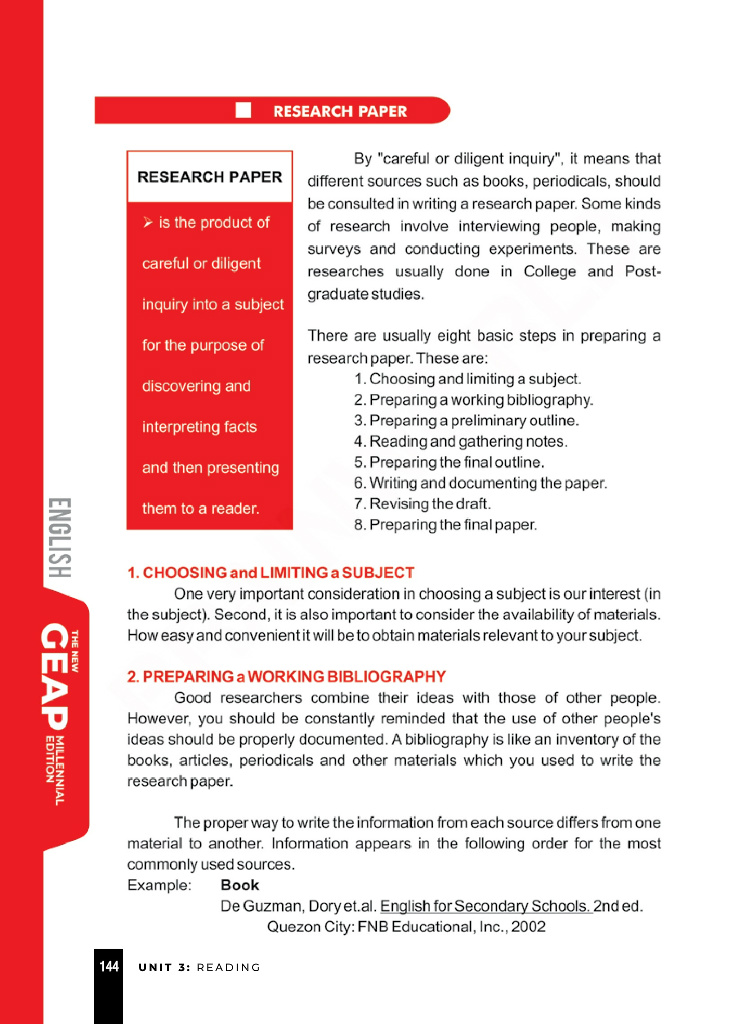 RESEARCH PAPER
RESEARCH PAPER
➢ is the product of
careful or diligent
inquiry into a subject
for the purpose of
discovering and
interpreting facts
and then presenting
them to a reader.
By "careful or diligent inquiry", it means that
different sources such as books, periodicals, should
be consulted in writing a research paper. Some kinds
of research involve interviewing people, making
surveys and conducting experiments. These are
researches usually done in College and Post-
graduate studies.
There are usually eight basic steps in preparing a
research paper. These are:
1. Choosing and limiting a subject.
2. Preparing a working bibliography.
3. Preparing a preliminary outline.
4. Reading and gathering notes.
5. Preparing the final outline.
6. Writing and documenting the paper.
7. Revising the draft.
8. Preparing the final paper.
1. CHOOSING and LIMITING a SUBJECT
One very important consideration in choosing a subject is our interest (in
the subject). Second, it is also important to consider the availability of materials.
How easy and convenient it will be to obtain materials relevant to your subject.
2. PREPARING a WORKING BIBLIOGRAPHY
Good researchers combine their ideas with those of other people.
However, you should be constantly reminded that the use of other people's
ideas should be properly documented. A bibliography is like an inventory of the
books, articles, periodicals and other materials which you used to write the
research paper.
The proper way to write the information from each source differs from one
material to another. Information appears in the following order for the most
commonly used sources.
Example: Book
De Guzman, Dory et.al. English for Secondary Schools. 2nd ed.
Quezon City: FNB Educational, Inc., 2002
ENGLISH
THE NEW
GEAP
MILLENNIAL
EDITION
144 UNIT 3: READING